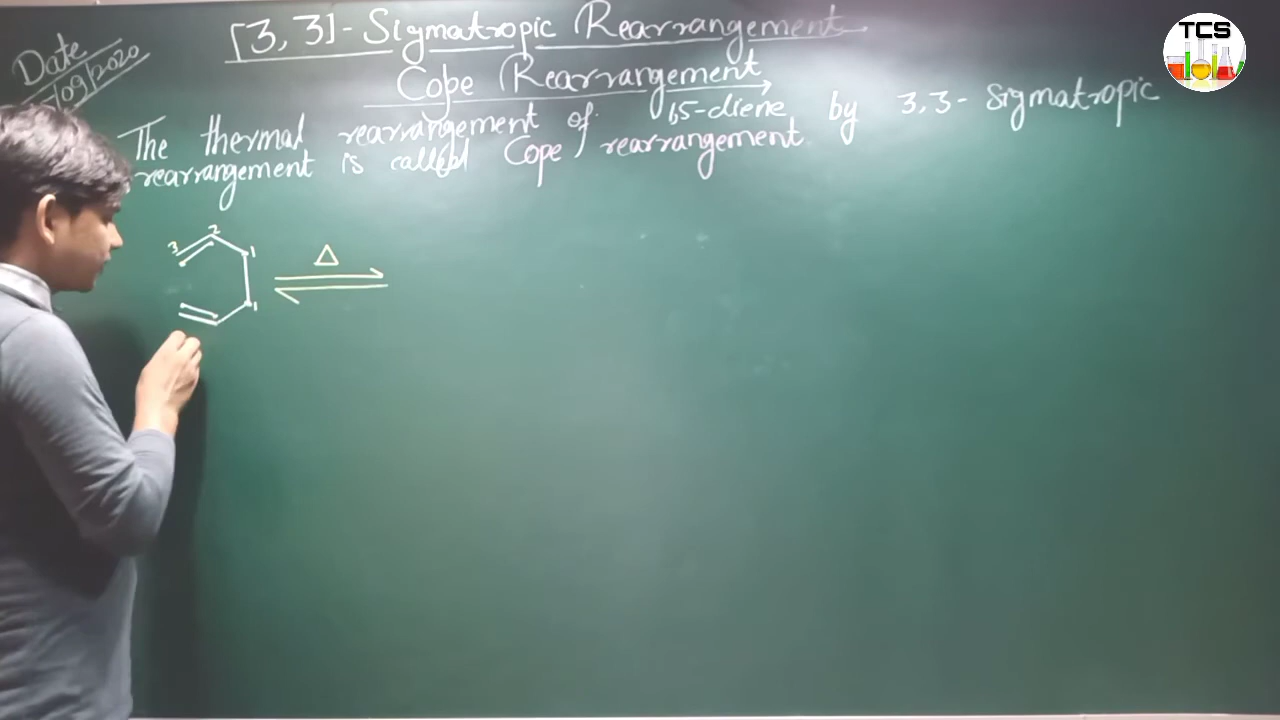 [3,3]-Sigmatropic Rearrangement
Cope Rearrangement
Date
/09/2020
The thermal rearrangement of 1,5-diene by 3,3-Sigmatropic
rearrangement is called Cope rearrangement
3 2 1
1
Δ
TCS